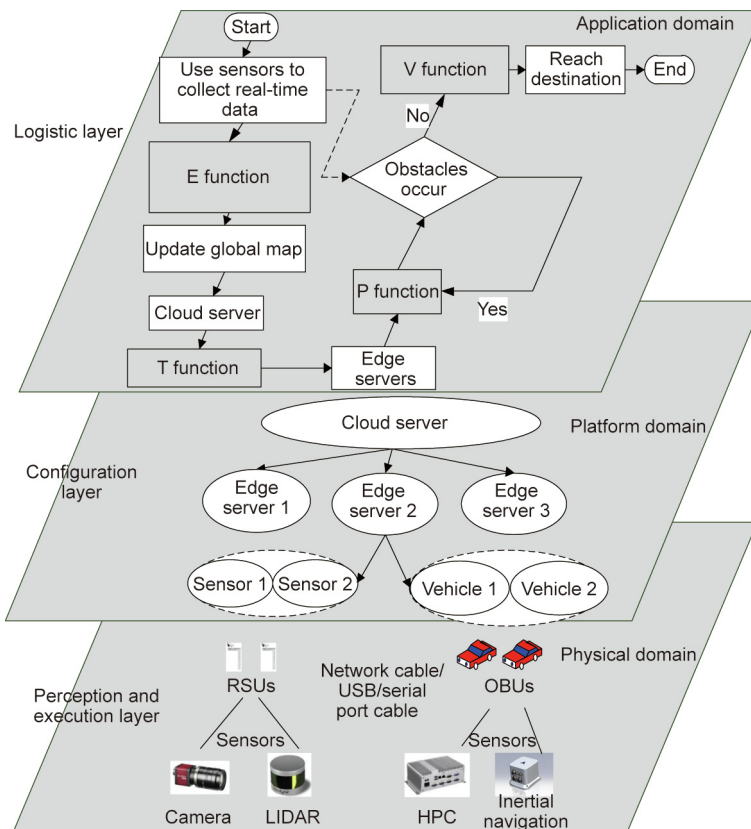 Application domain
Start
Use sensors to
collect real-time
data
V function
Reach
destination
End
No
Logistic layer
E function
Obstacles
occur
Update global map
P function
Yes
Cloud server
T function
Edge
servers
Cloud server
Platform domain
Configuration
layer
Edge
server 1
Edge
server 2
Edge
server 3
Sensor 1
Sensor 2
Vehicle 1
Vehicle 2
Physical domain
RSUs
Network cable/
USB/serial
port cable
OBUs
Perception and
execution layer
Sensors
Sensors
Camera
LIDAR
HPC
Inertial
navigation